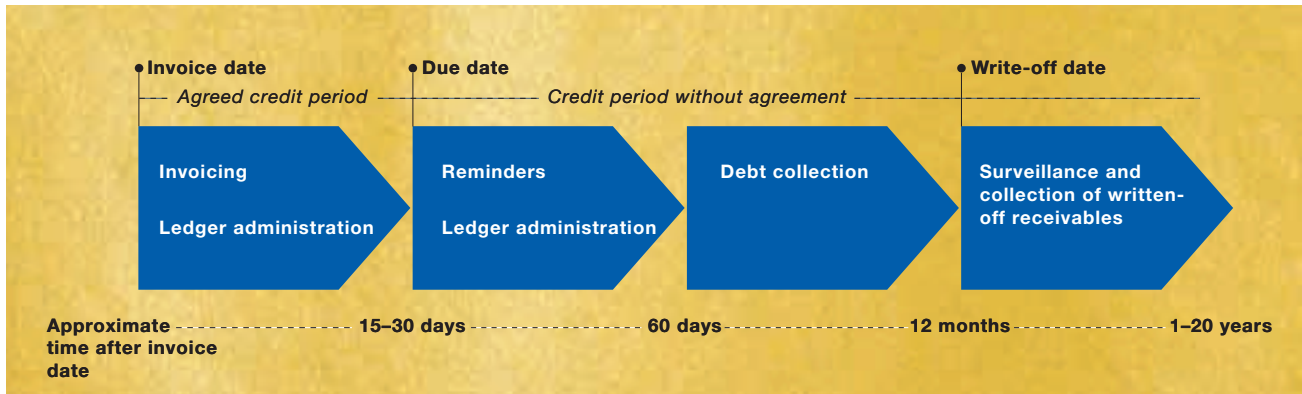 Invoice date
Due date
Write-off date
Agreed credit period
Credit period without agreement
Invoicing
Ledger administration
Reminders
Ledger administration
Debt collection
Surveillance and
collection of written-
off receivables
Approximate
time after invoice
date
15–30 days
60 days
12 months
1–20 years